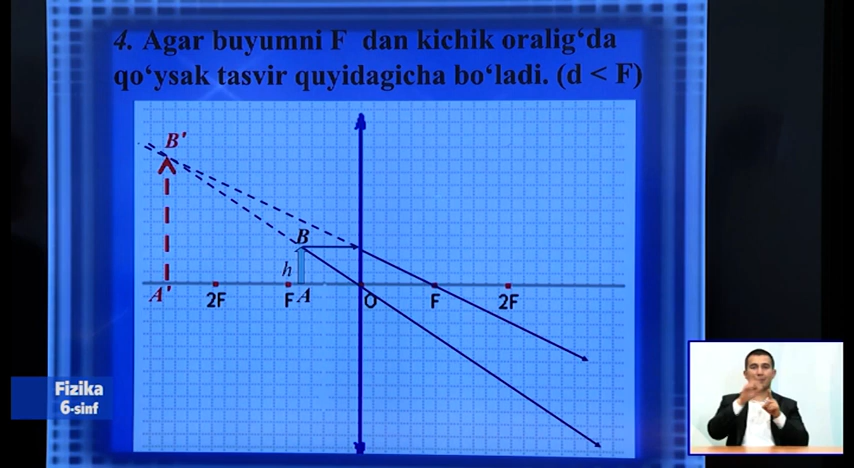 4. Agar buyumni F dan kichik oralig‘da
qo‘ysak tasvir quyidagicha bo‘ladi. (d < F)
B'
B
h
A'
2F
F
A
O
F
2F
Fizika
6-sinf